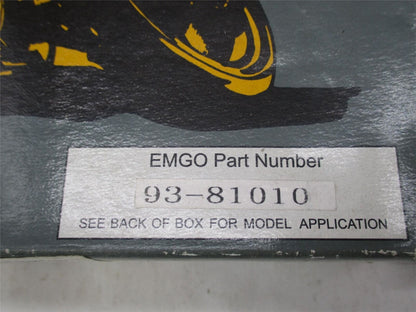 EMGO Part Number
93-81010
SEE BACK OF BOX FOR MODEL APPLICATION